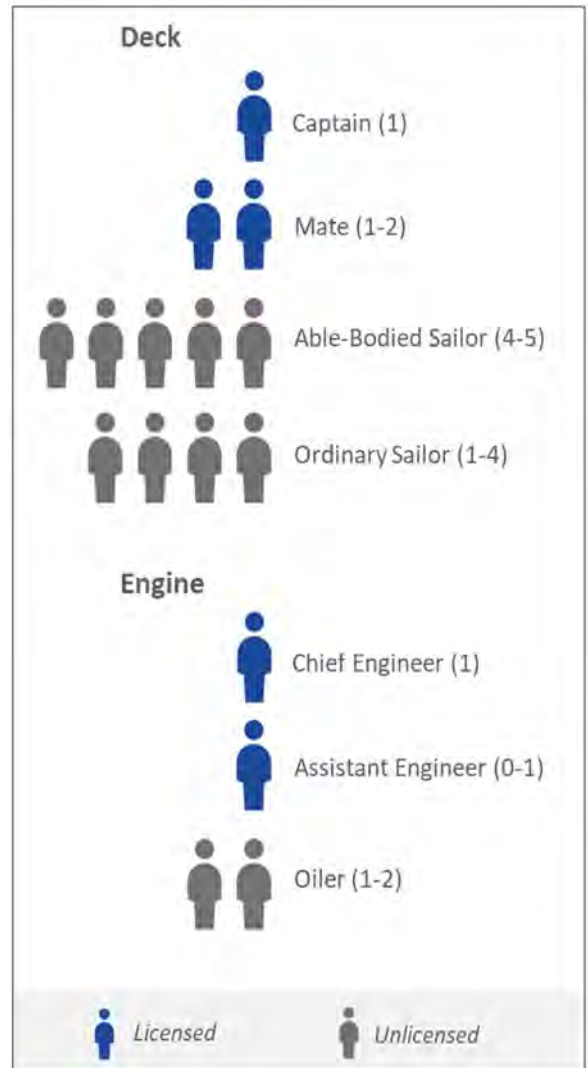 Deck
Captain (1)
Mate (1-2)
Able-Bodied Sailor (4-5)
Ordinary Sailor (1-4)
Engine
Chief Engineer (1)
Assistant Engineer (0-1)
Oiler (1-2)
Licensed
Unlicensed